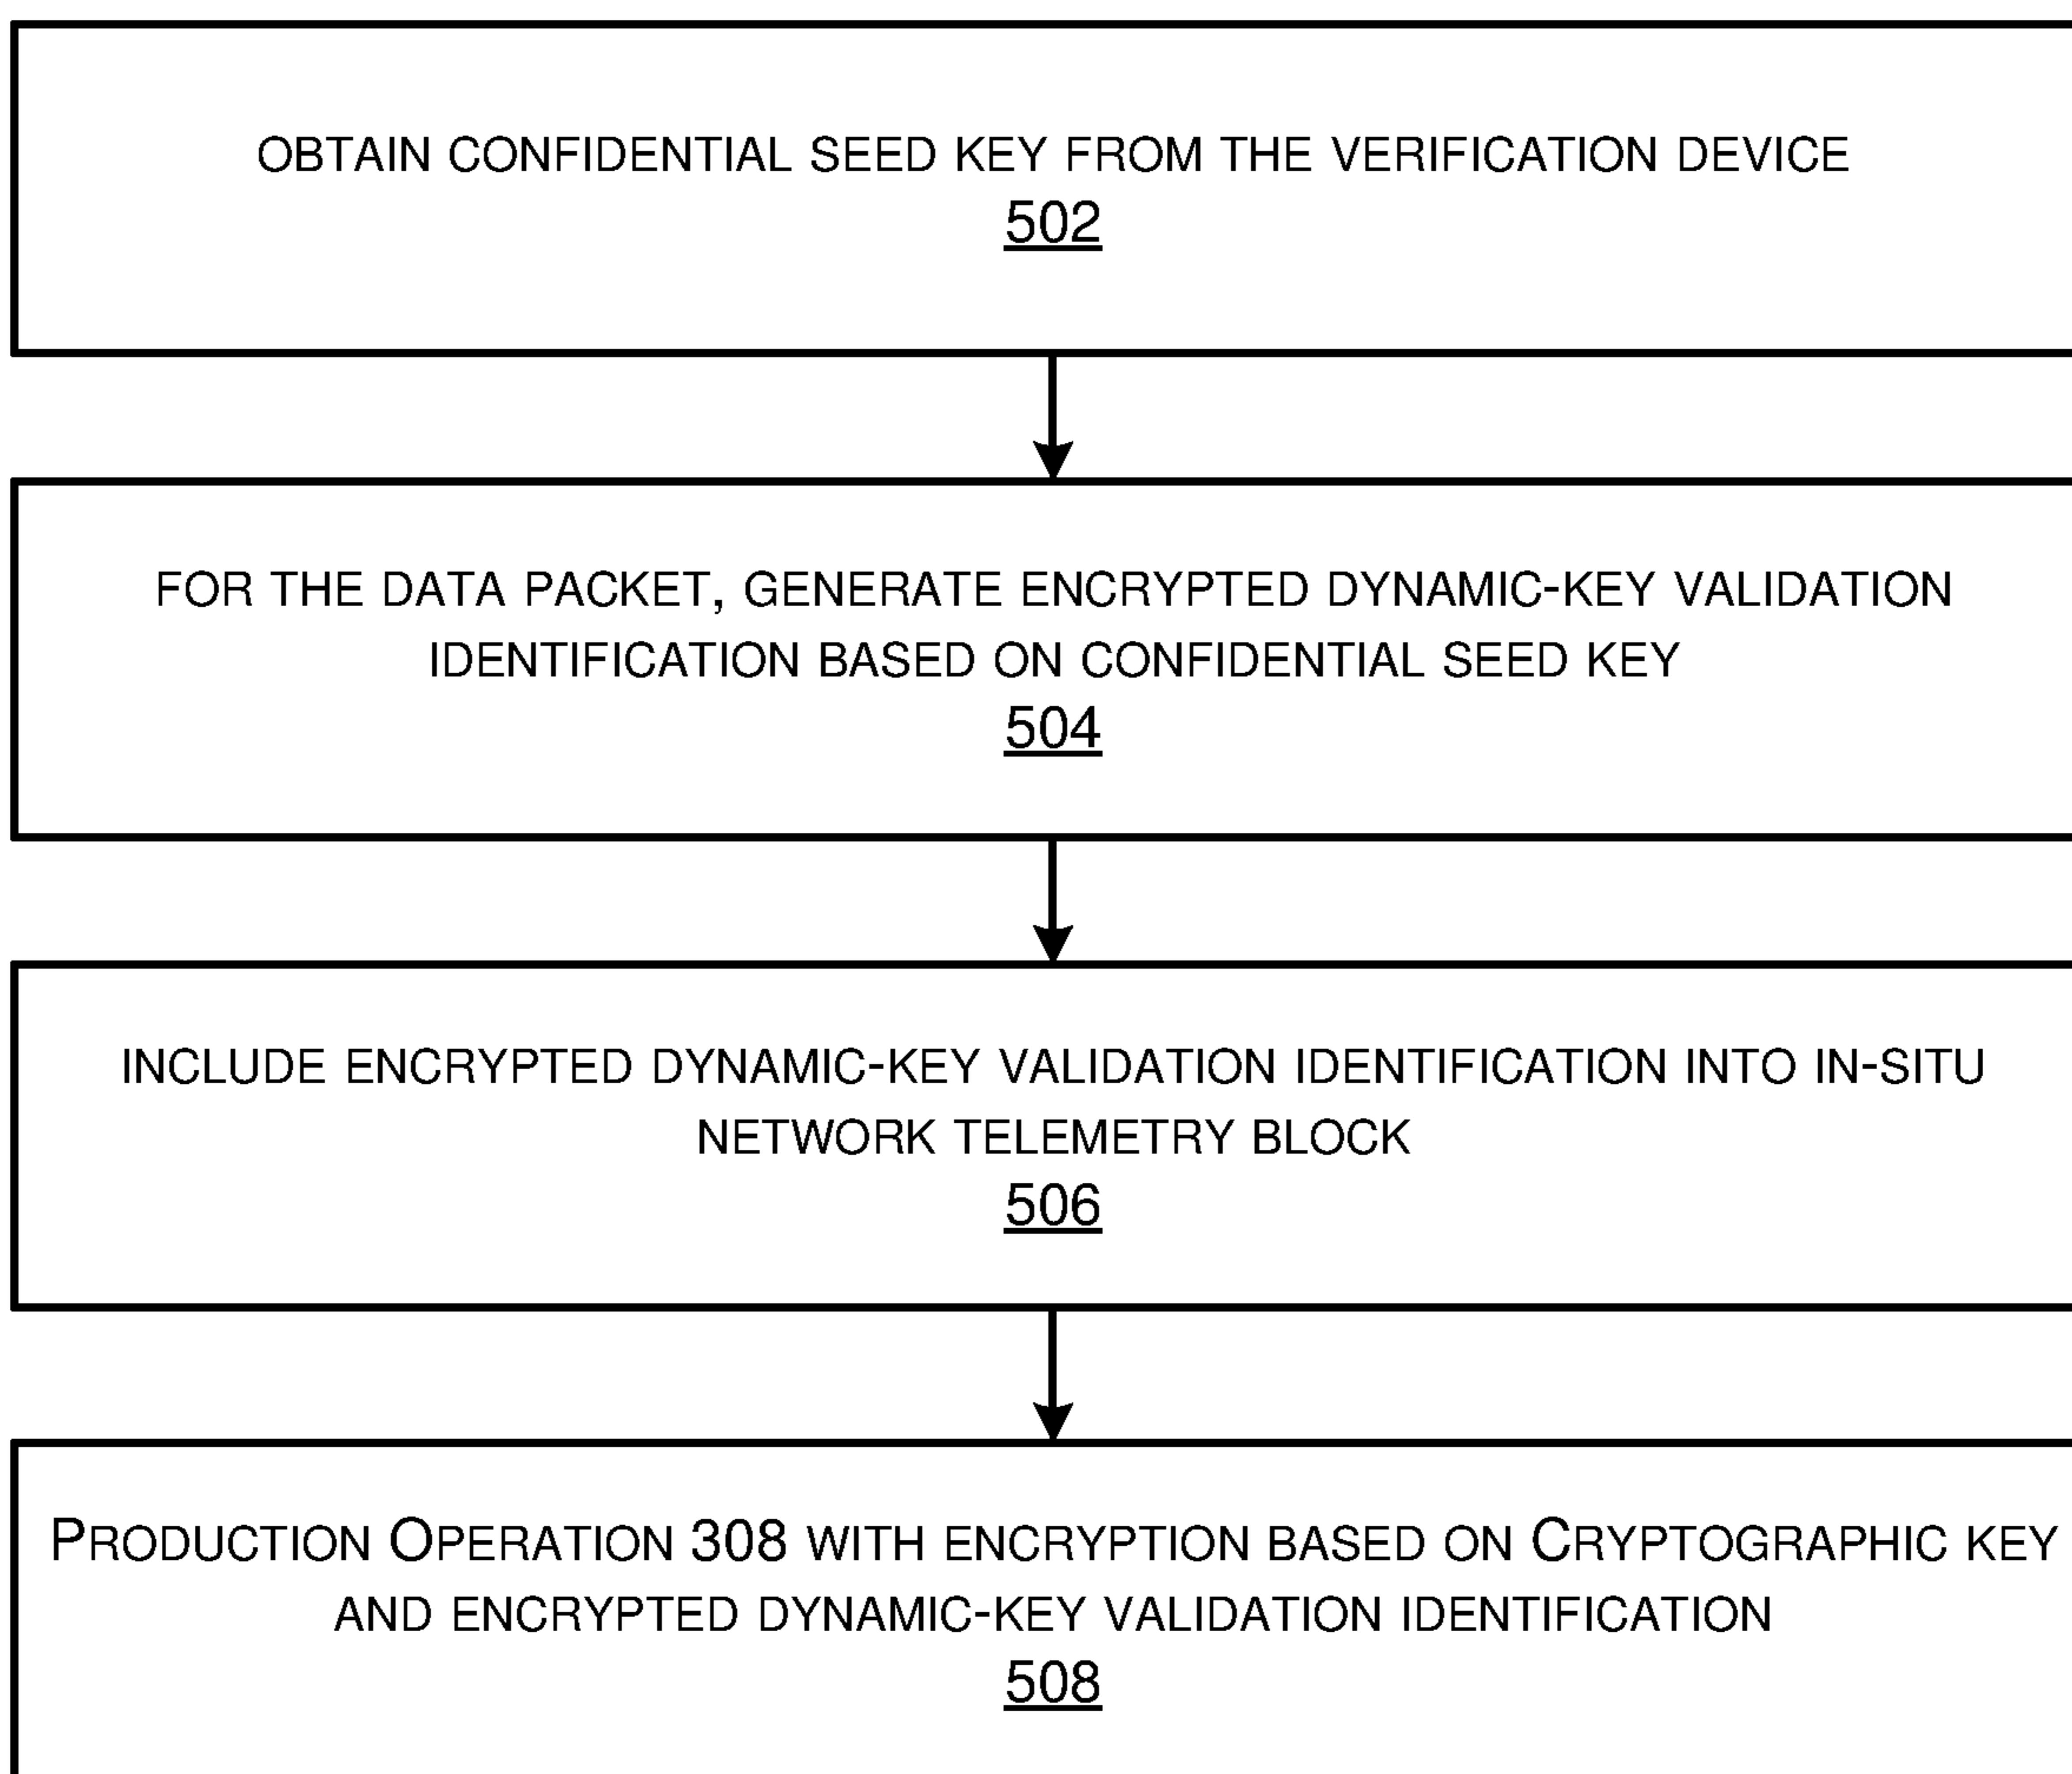 OBTAIN CONFIDENTIAL SEED KEY FROM THE VERIFICATION DEVICE
502
FOR THE DATA PACKET, GENERATE ENCRYPTED DYNAMIC-KEY VALIDATION
IDENTIFICATION BASED ON CONFIDENTIAL SEED KEY
504
INCLUDE ENCRYPTED DYNAMIC-KEY VALIDATION IDENTIFICATION INTO IN-SITU
NETWORK TELEMETRY BLOCK
506
PRODUCTION OPERATION 308 WITH ENCRYPTION BASED ON CRYPTOGRAPHIC KEY
AND ENCRYPTED DYNAMIC-KEY VALIDATION IDENTIFICATION
508